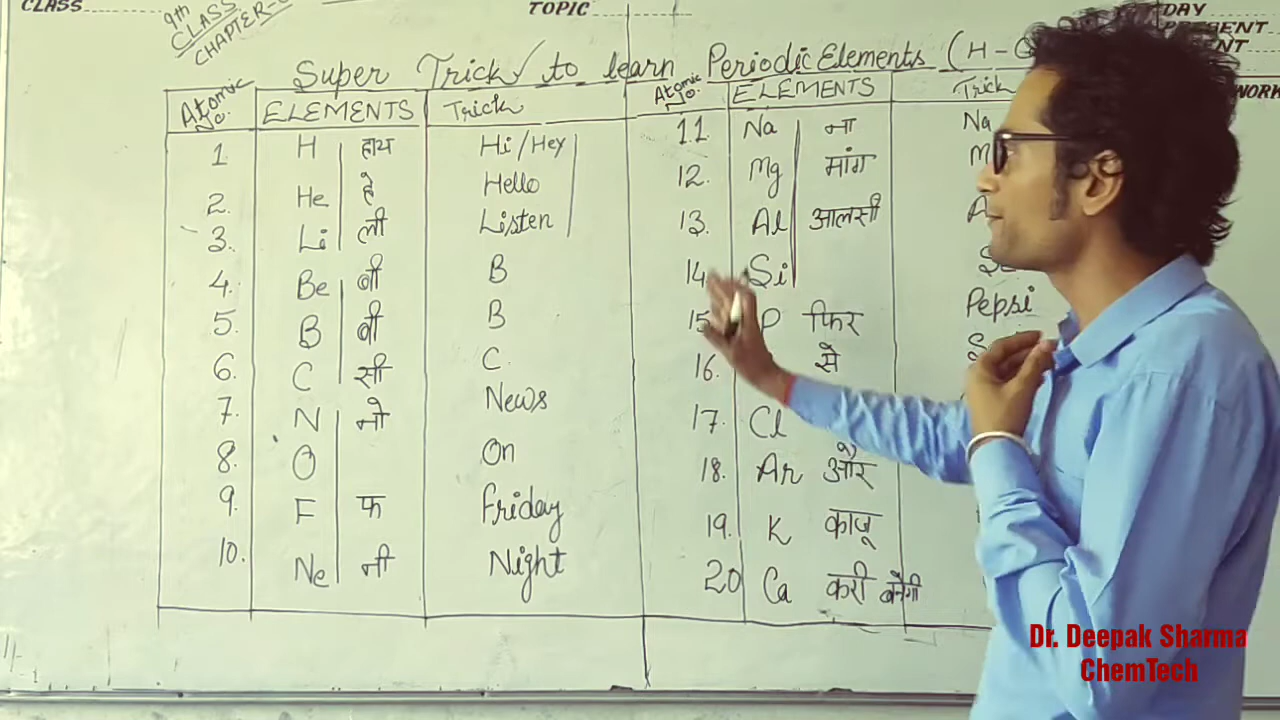 CLASS
TOPIC
DAY
9th
CLASS
CHAPTER-
Super Trick to learn Periodic Elements (H-
Atomic No. ELEMENTS Trick
1. H हाय Hi/Hey
2. He हे Hello
3. Li ली Listen
4. Be बी B
5. B बी B
6. C सी C.
7. N नो News
8. O On
9. F फ Friday
10. Ne नी Night
Atomic No. ELEMENTS Trick
11. Na ना Na
12. Mg मांग M
13. Al आलसी A
14. Si
15. P फिर Pepsi
16. से
17. Cl
18. Ar और
19. K काजू
20 Ca करी बनेगी
Dr. Deepak Sharma
ChemTech